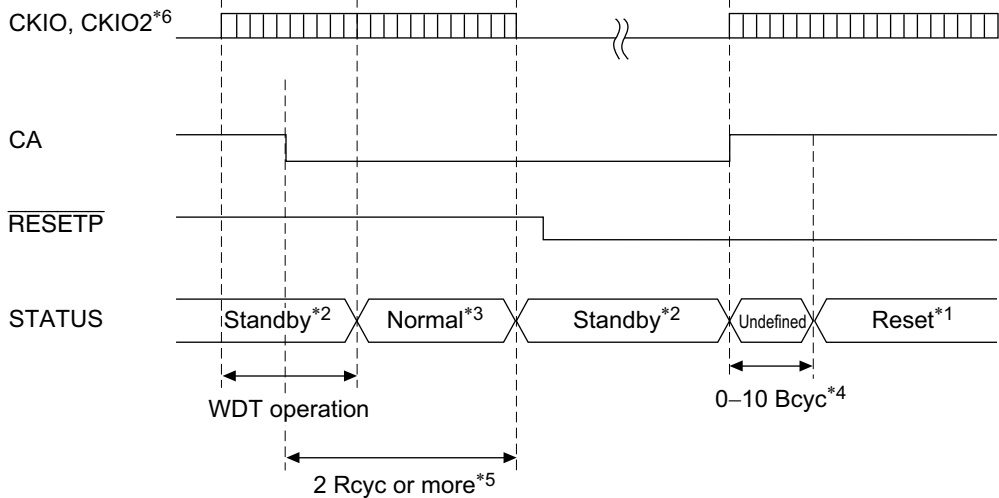 CKIO, CKIO2*6
CA
RESETP
STATUS
Standby*2
Normal*3
Standby*2
Undefined
Reset*1
WDT operation
0–10 Bcyc*4
2 Rcyc or more*5